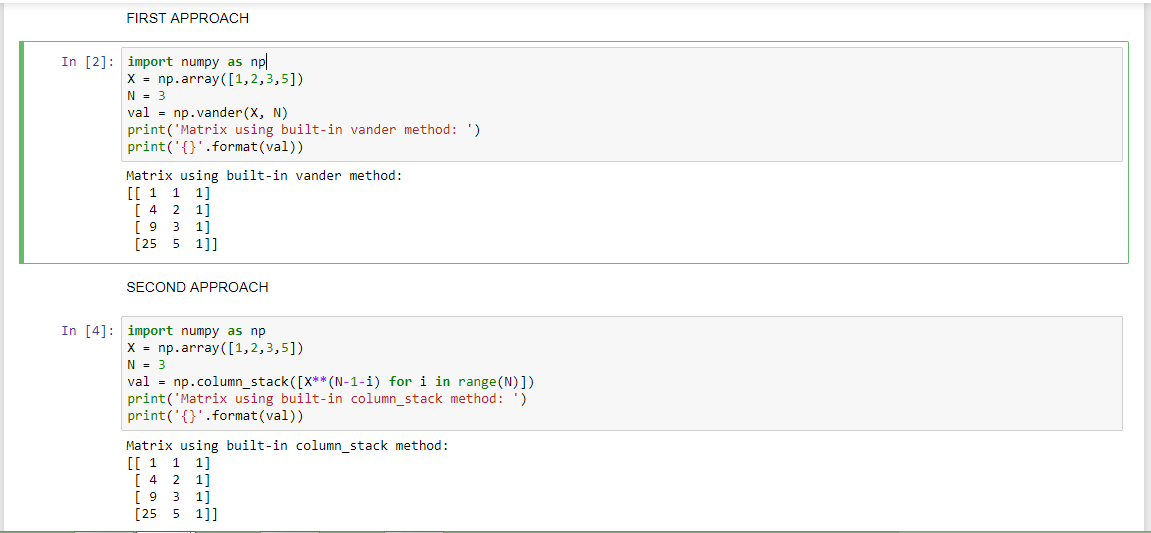 FIRST APPROACH
In [2]: import numpy as np
X = np.array([1,2,3,5])
N = 3
val = np.vander(X, N)
print('Matrix using built-in vander method: ')
print('{}'.format(val))
Matrix using built-in vander method:
[[ 1  1  1]
 [ 4  2  1]
 [ 9  3  1]
 [25  5  1]]
SECOND APPROACH
In [4]: import numpy as np
X = np.array([1,2,3,5])
N = 3
val = np.column_stack([X**(N-1-i) for i in range(N)])
print('Matrix using built-in column_stack method: ')
print('{}'.format(val))
Matrix using built-in column_stack method:
[[ 1  1  1]
 [ 4  2  1]
 [ 9  3  1]
 [25  5  1]]